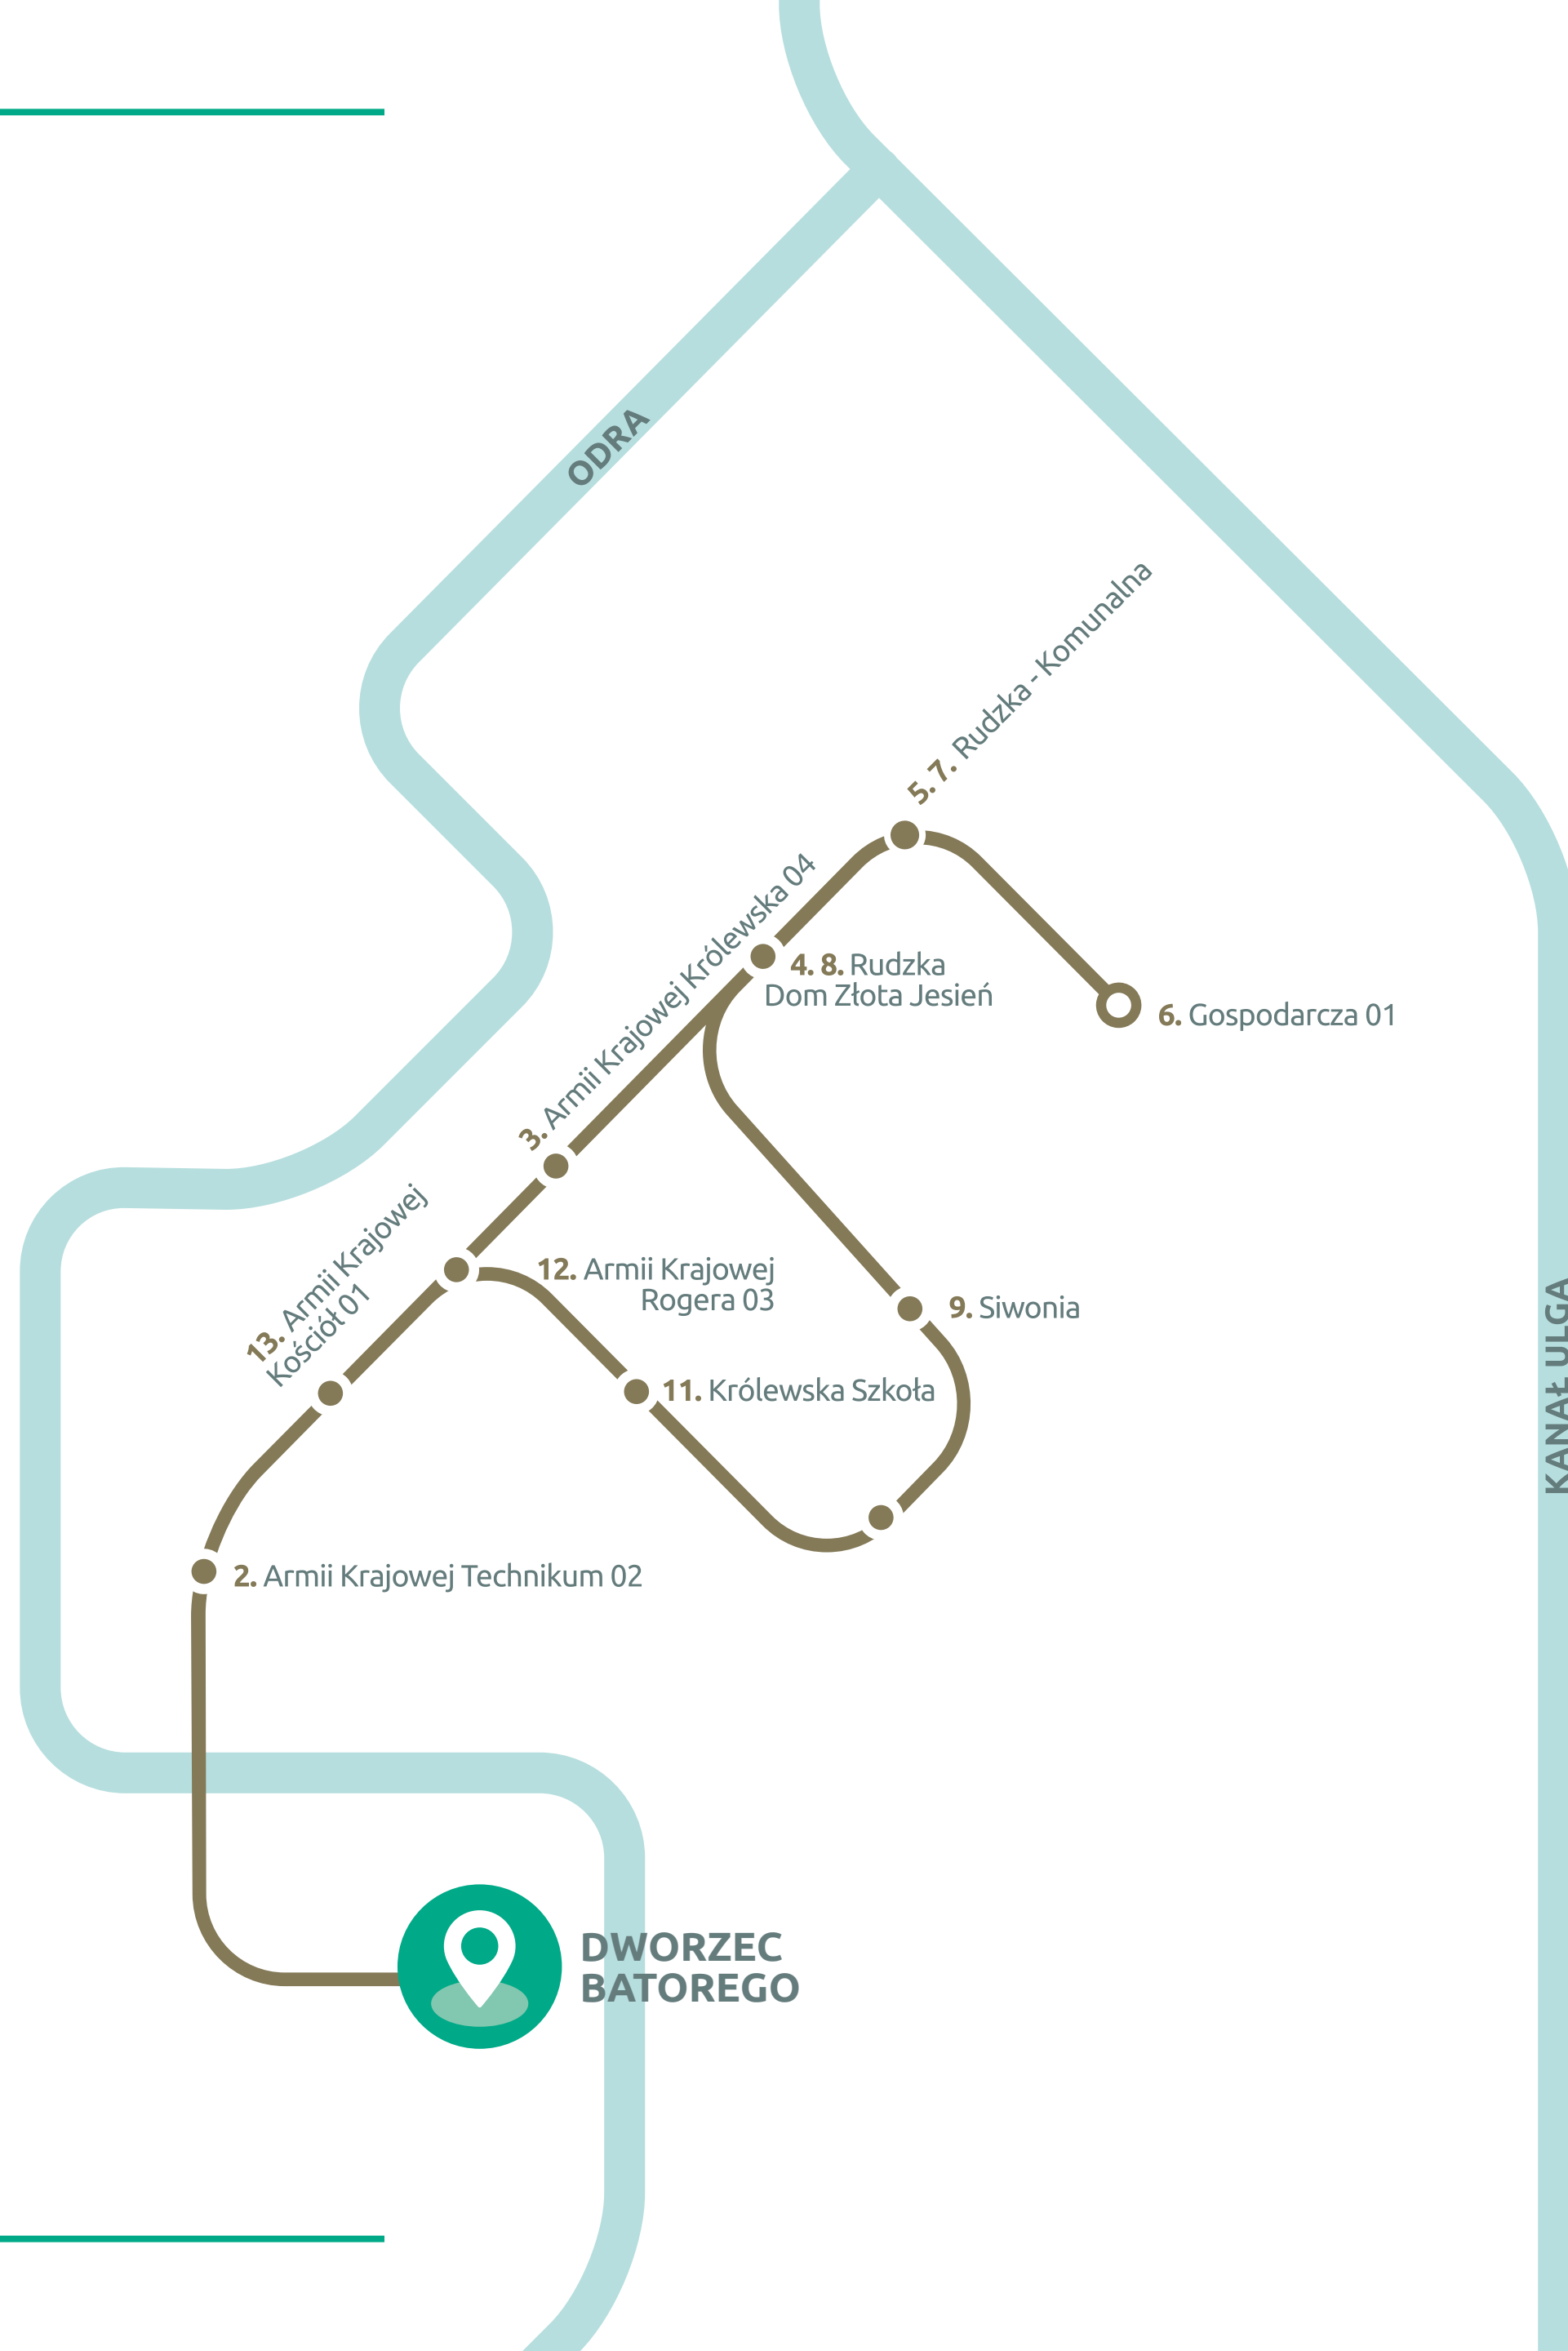 ODRA
5. 7. Rudzka - Komunalna
3. Armii Krajowej Królewska 04
4. 8. Rudzka
Dom Złota Jesień
6. Gospodarcza 01
13. Armii Krajowej
Kościół 01
12. Armii Krajowej
Rogera 03
9. Siwonia
11. Królewska Szkoła
KANAŁ ULGA
2. Armii Krajowej Technikum 02
DWORZEC
BATOREGO